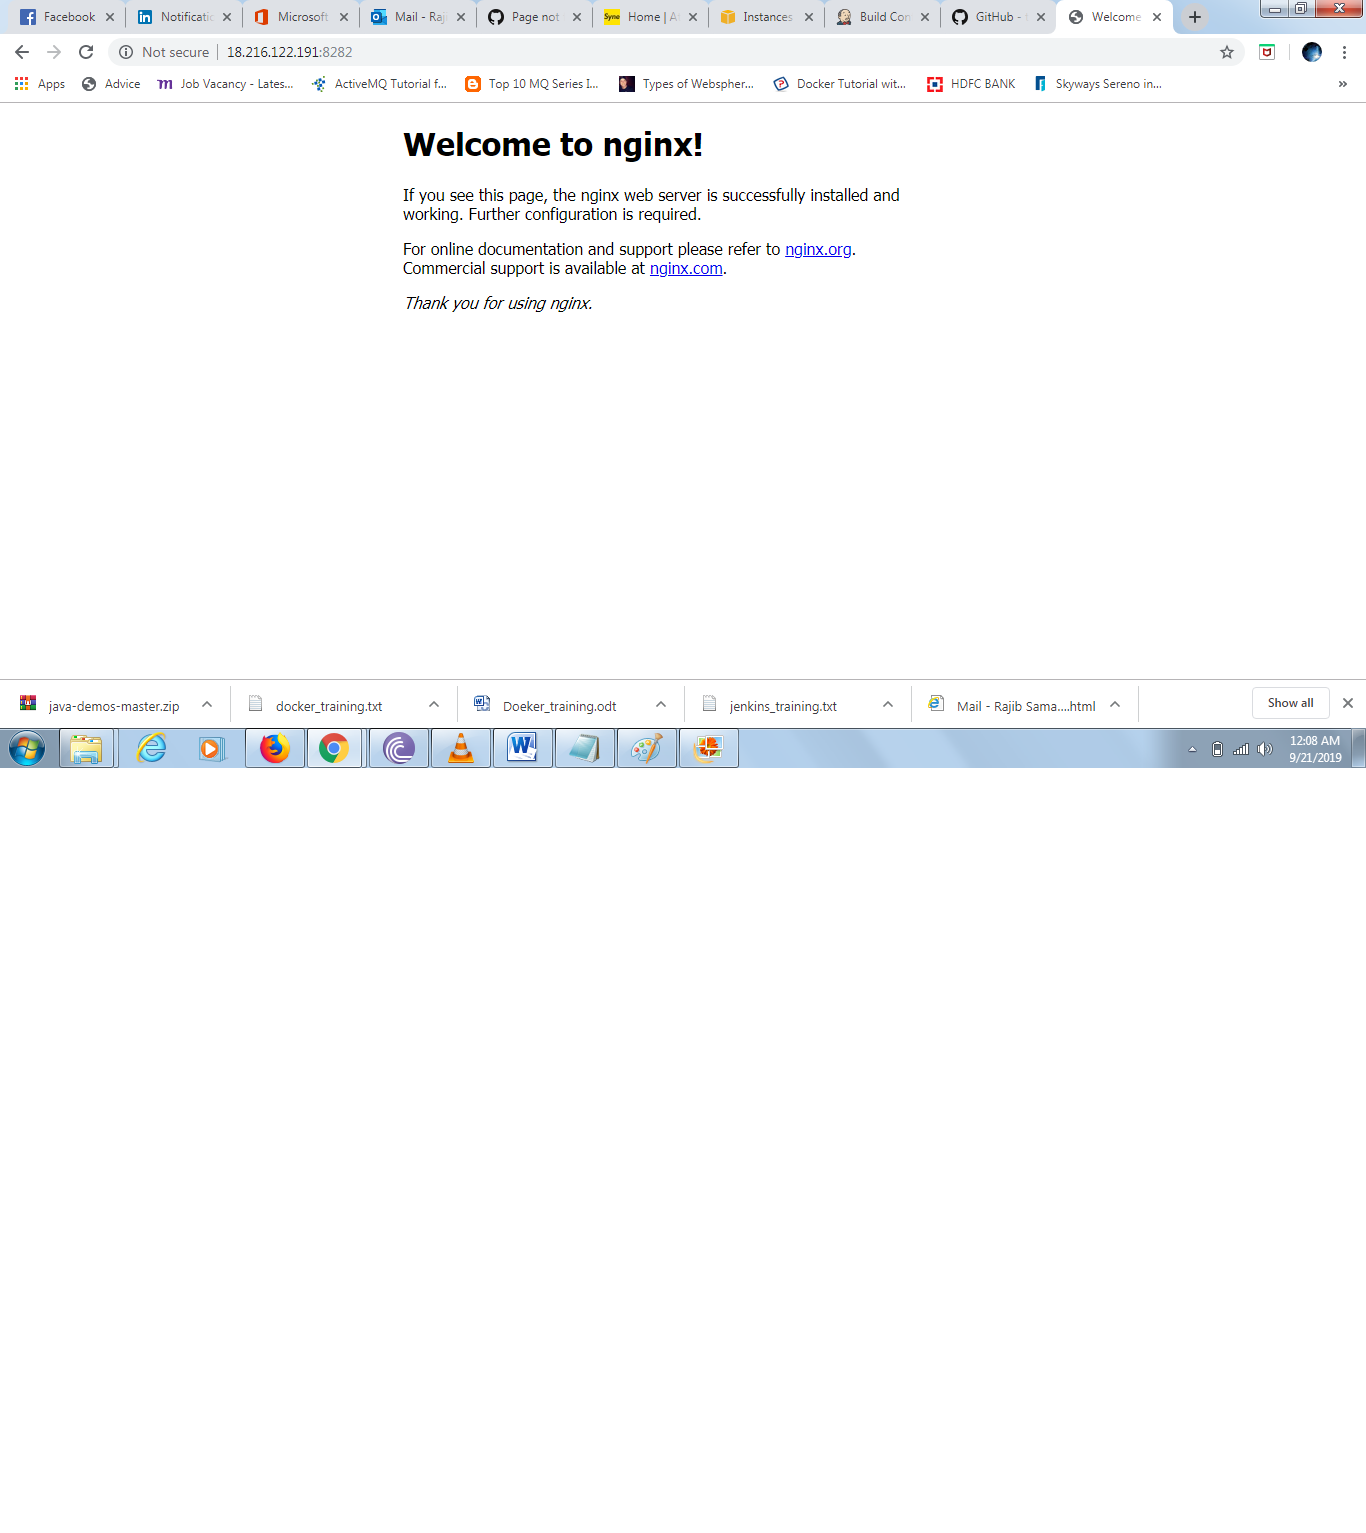 Facebook
Notificatic
Microsoft
Mail - Raj
Page not
Syne Home | At
Instances
Build Con
GitHub - t
Welcome
Not secure | 18.216.122.191:8282
Apps
Advice
Job Vacancy - Lates...
ActiveMQ Tutorial f...
Top 10 MQ Series I...
Types of Webspher...
Docker Tutorial wit...
HDFC BANK
Skyways Sereno in...
»
Welcome to nginx!
If you see this page, the nginx web server is successfully installed and
working. Further configuration is required.
For online documentation and support please refer to nginx.org.
Commercial support is available at nginx.com.
Thank you for using nginx.
java-demos-master.zip
docker_training.txt
Doeker_training.odt
jenkins_training.txt
Mail - Rajib Sama....html
Show all
12:08 AM
9/21/2019